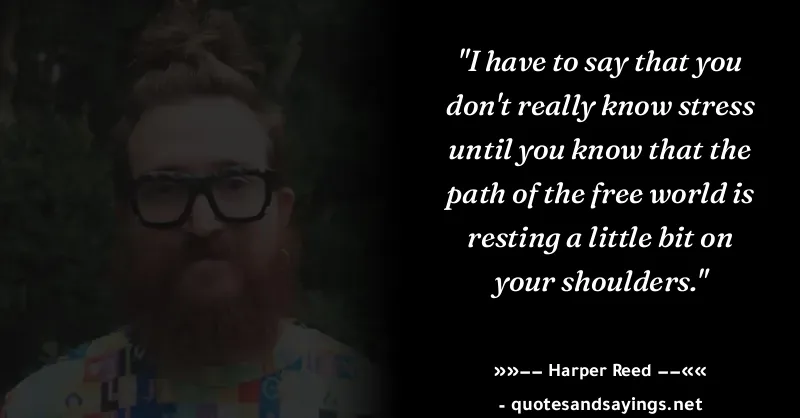 "I have to say that you
don't really know stress
until you know that the
path of the free world is
resting a little bit on
your shoulders."
»»−− Harper Reed −−««
- quotesandsayings.net